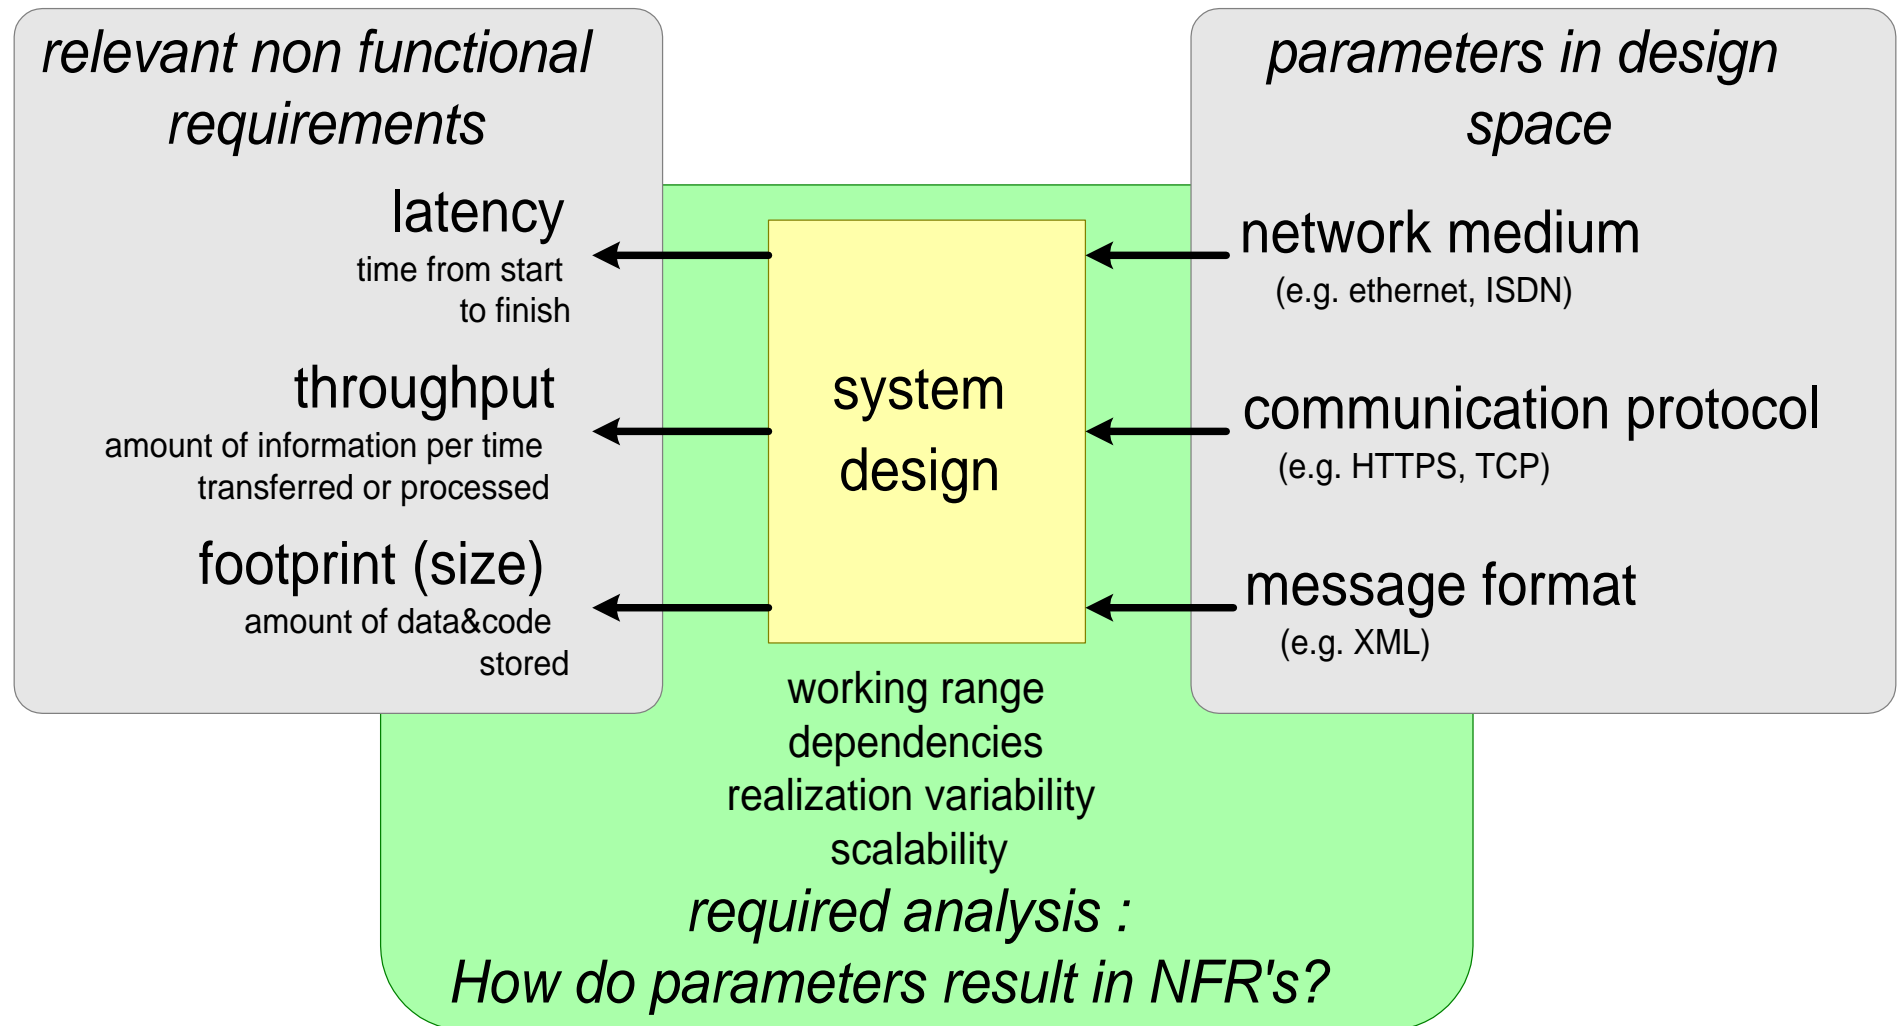 relevant non functional
requirements
latency
time from start
to finish
throughput
amount of information per time
transferred or processed
footprint (size)
amount of data&code
stored
system
design
working range
dependencies
realization variability
scalability
required analysis :
How do parameters result in NFR's?
parameters in design
space
network medium
(e.g. ethernet, ISDN)
communication protocol
(e.g. HTTPS, TCP)
message format
(e.g. XML)